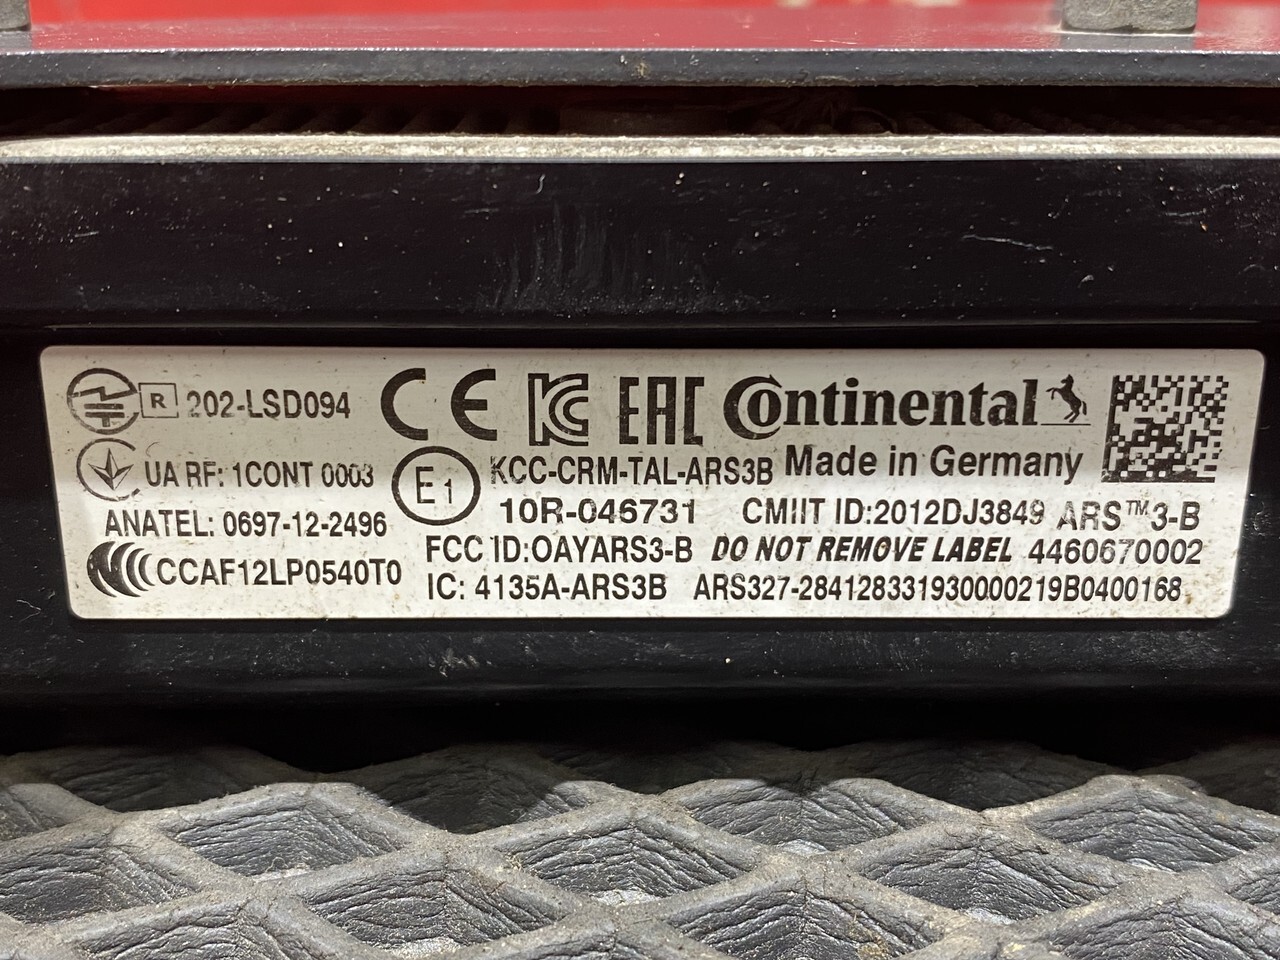 R 202-LSD094 CE KC EAC Continental
UA RF: 1CONT 0003 E1 KCC-CRM-TAL-ARS3B Made in Germany
ANATEL: 0697-12-2496 10R-046731 CMIIT ID:2012DJ3849 ARS™3-B
FCC ID:OAYARS3-B DO NOT REMOVE LABEL 4460670002
CCAF12LP0540T0 IC: 4135A-ARS3B ARS327-284128331930000219B0400168